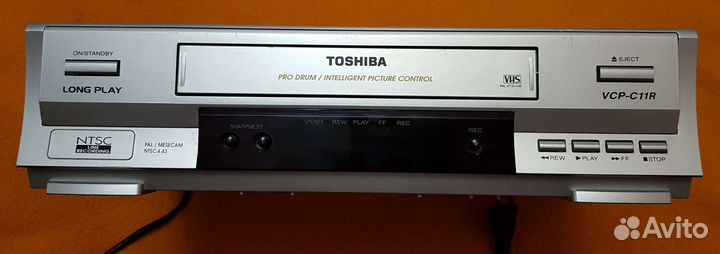 ON/STANDBY
LONG PLAY
TOSHIBA
PRO DRUM / INTELLIGENT PICTURE CONTROL
VHS
EJECT
VCP-C11R
NTSC
LINE
RECORDING
PAL / MESECAM
NTSC 4.43
SHARPNESS
OPERATE REW PLAY FF REC
REC
◀◀REW ▶PLAY ▶▶FF ■STOP
Avito